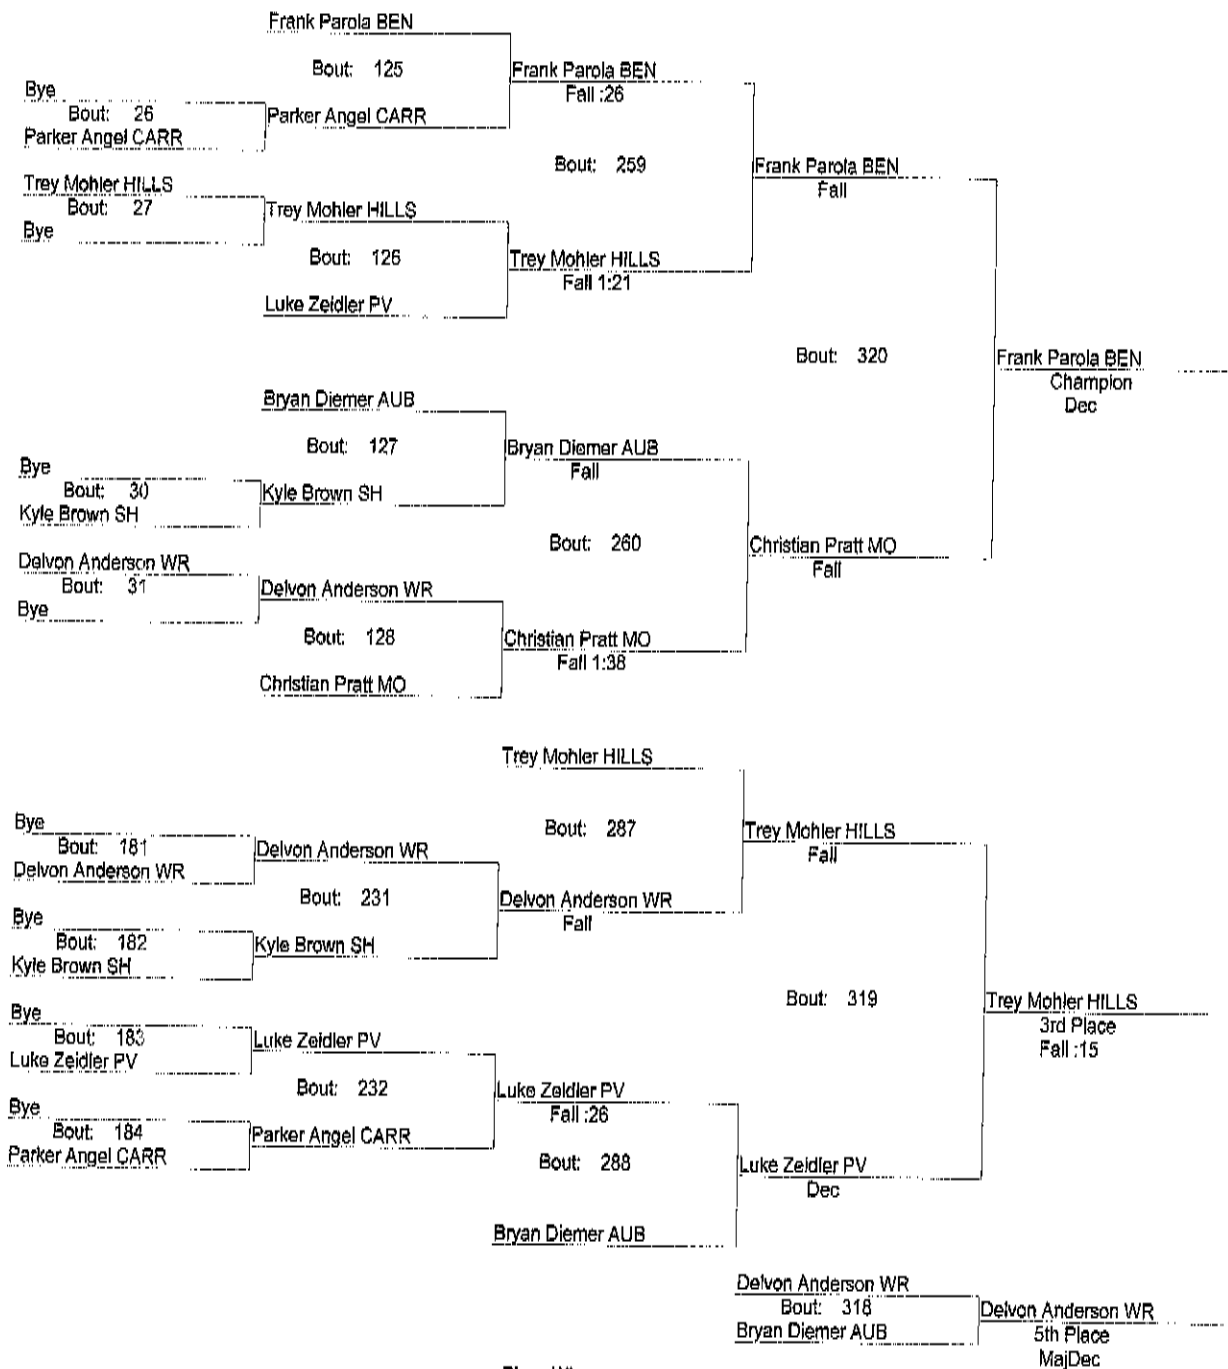 Frank Parola BEN
Bout: 125
Frank Parola BEN
Fall :26
Bye
Bout: 26
Parker Angel CARR
Parker Angel CARR
Bout: 259
Frank Parola BEN
Fall
Trey Mohler HILLS
Bout: 27
Bye
Trey Mohler HILLS
Bout: 126
Trey Mohler HILLS
Fall 1:21
Luke Zeidler PV
Bout: 320
Frank Parola BEN
Champion
Dec
Bryan Diemer AUB
Bout: 127
Bryan Diemer AUB
Fall
Bye
Bout: 30
Kyle Brown SH
Kyle Brown SH
Bout: 260
Christian Pratt MO
Fall
Delvon Anderson WR
Bout: 31
Bye
Delvon Anderson WR
Bout: 128
Christian Pratt MO
Fall 1:38
Christian Pratt MO
Trey Mohler HILLS
Bout: 287
Trey Mohler HILLS
Fall
Bye
Bout: 181
Delvon Anderson WR
Delvon Anderson WR
Bout: 231
Delvon Anderson WR
Fall
Bye
Bout: 182
Kyle Brown SH
Kyle Brown SH
Bout: 319
Trey Mohler HILLS
3rd Place
Fall :15
Bye
Bout: 183
Luke Zeidler PV
Luke Zeidler PV
Bout: 232
Luke Zeidler PV
Fall :26
Bye
Bout: 184
Parker Angel CARR
Parker Angel CARR
Bout: 288
Luke Zeidler PV
Dec
Bryan Diemer AUB
Delvon Anderson WR
Bout: 318
Bryan Diemer AUB
Delvon Anderson WR
5th Place
MajDec